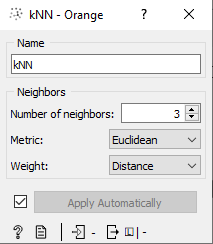 kNN - Orange
Name
kNN
Neighbors
Number of neighbors: 3
Metric: Euclidean
Weight: Distance
Apply Automatically
? - -